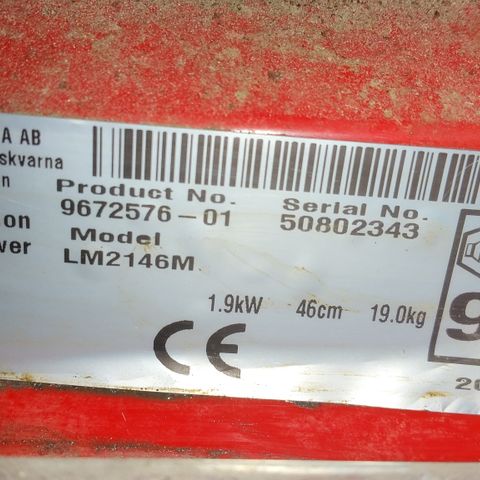 A AB
skvarna
n
Product No. Serial No.
9672576-01 50802343
on
ver
Model
LM2146M
1.9kW 46cm 19.0kg
CE
9
20